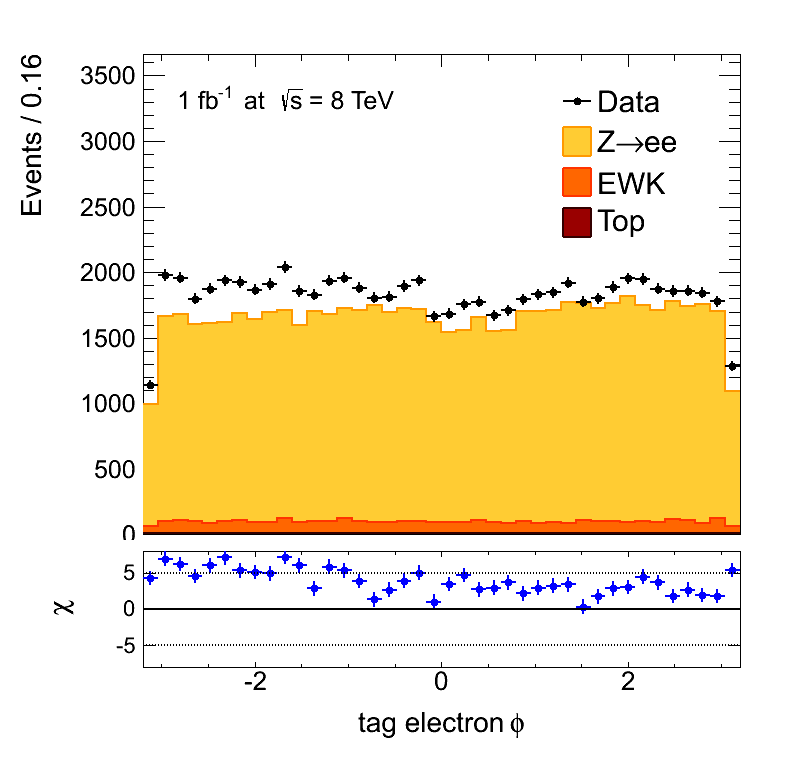 Events / 0.16
3500
3000
2500
2000
1500
1000
500
0
1 fb-1 at √s = 8 TeV
Data
Z→ee
EWK
Top
χ
5
0
-5
-2
0
2
tag electron ϕ